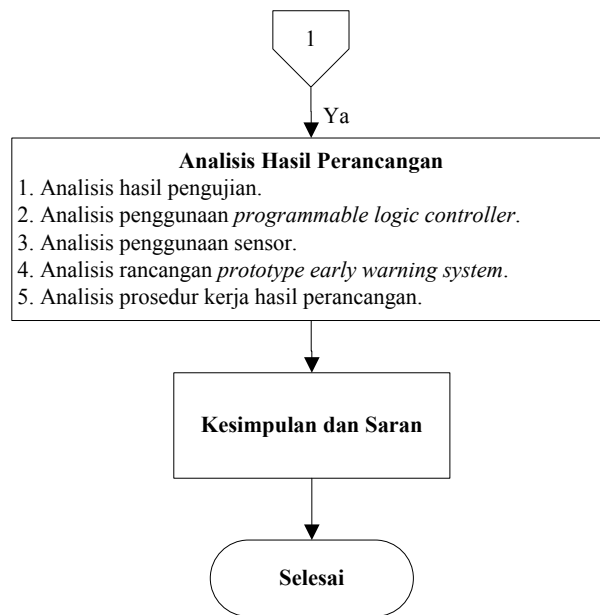 1
Ya
Analisis Hasil Perancangan
1. Analisis hasil pengujian.
2. Analisis penggunaan programmable logic controller.
3. Analisis penggunaan sensor.
4. Analisis rancangan prototype early warning system.
5. Analisis prosedur kerja hasil perancangan.
Kesimpulan dan Saran
Selesai